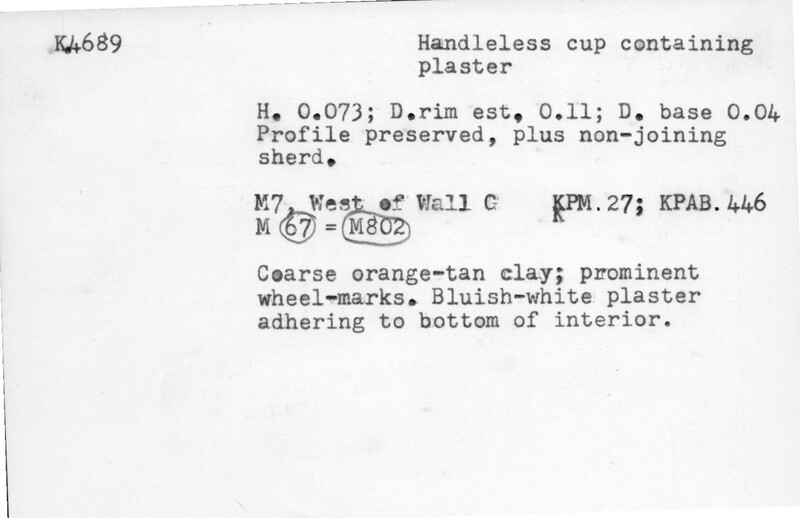 K4689
Handleless cup containing
plaster
H. 0.073; D.rim est. 0.11; D. base 0.04
Profile preserved, plus non-joining
sherd.
M7, West of Wall G KPM.27; KPAB.446
M 67 = M802
Coarse orange-tan clay; prominent
wheel-marks. Bluish-white plaster
adhering to bottom of interior.